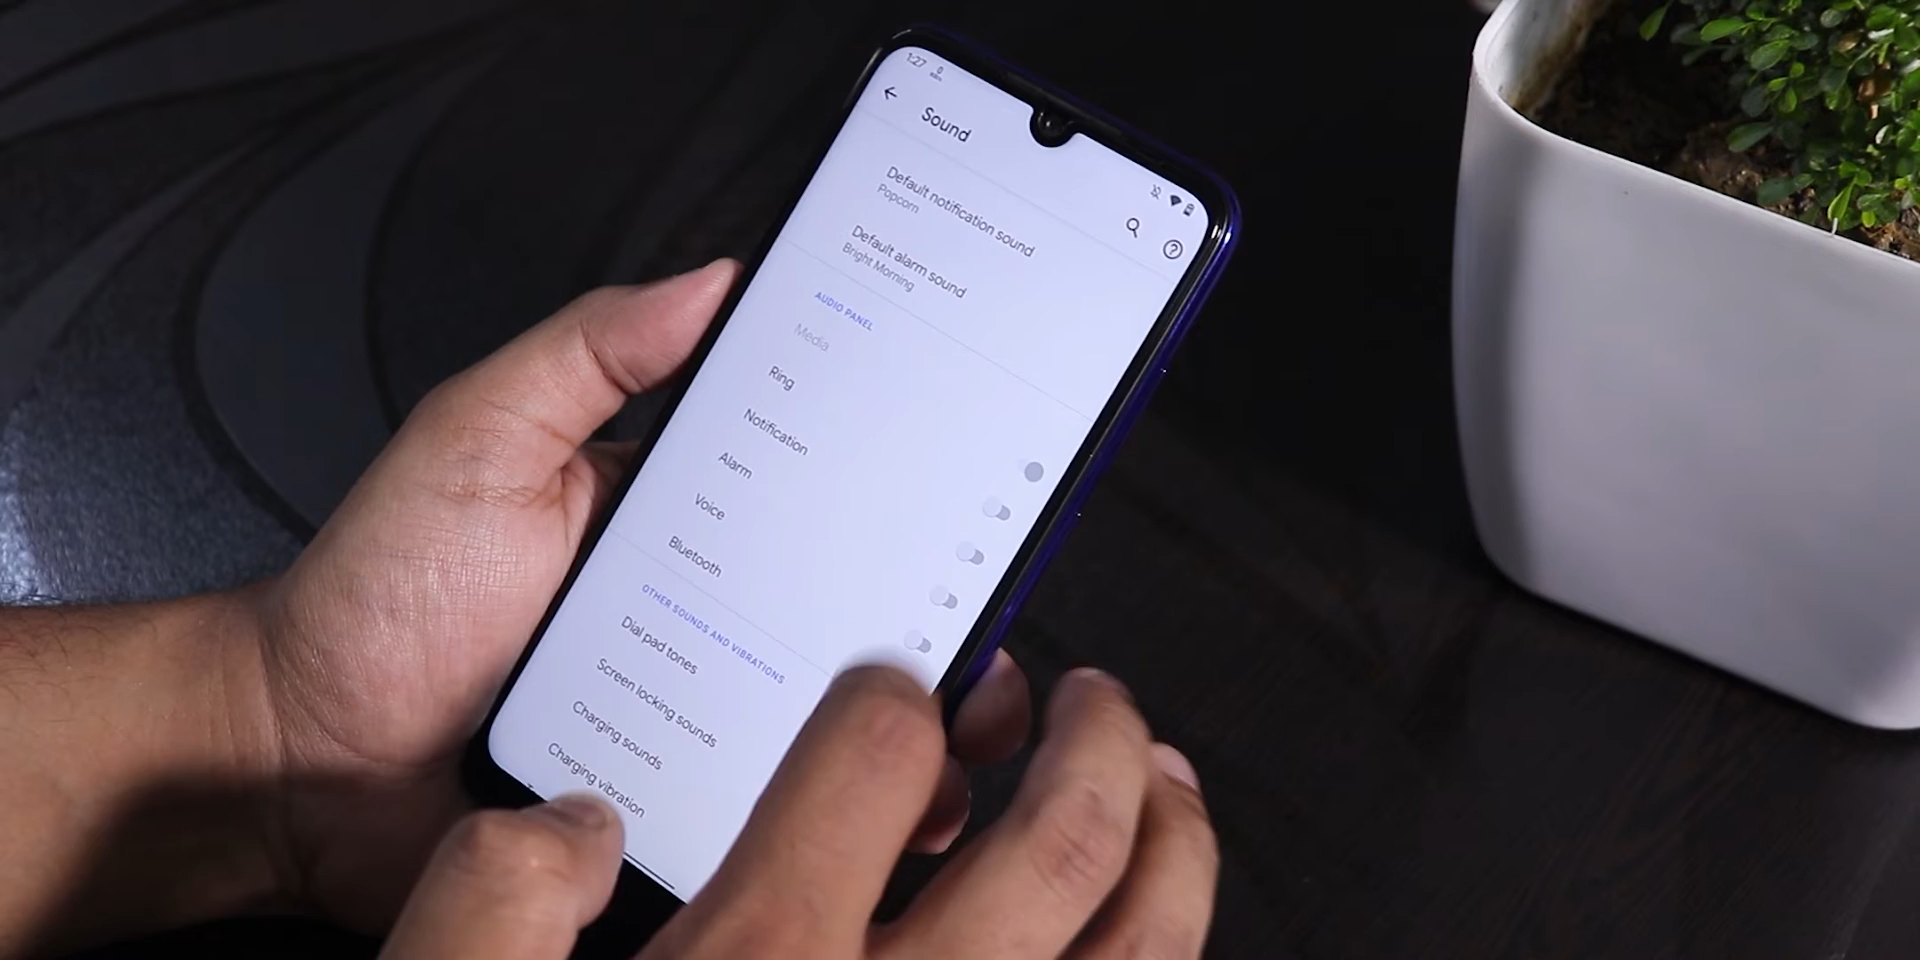 1:27
Sound
Default notification sound
Popcorn
Default alarm sound
Bright Morning
AUDIO PANEL
Media
Ring
Notification
Alarm
Voice
Bluetooth
OTHER SOUNDS AND VIBRATIONS
Dial pad tones
Screen locking sounds
Charging sounds
Charging vibration